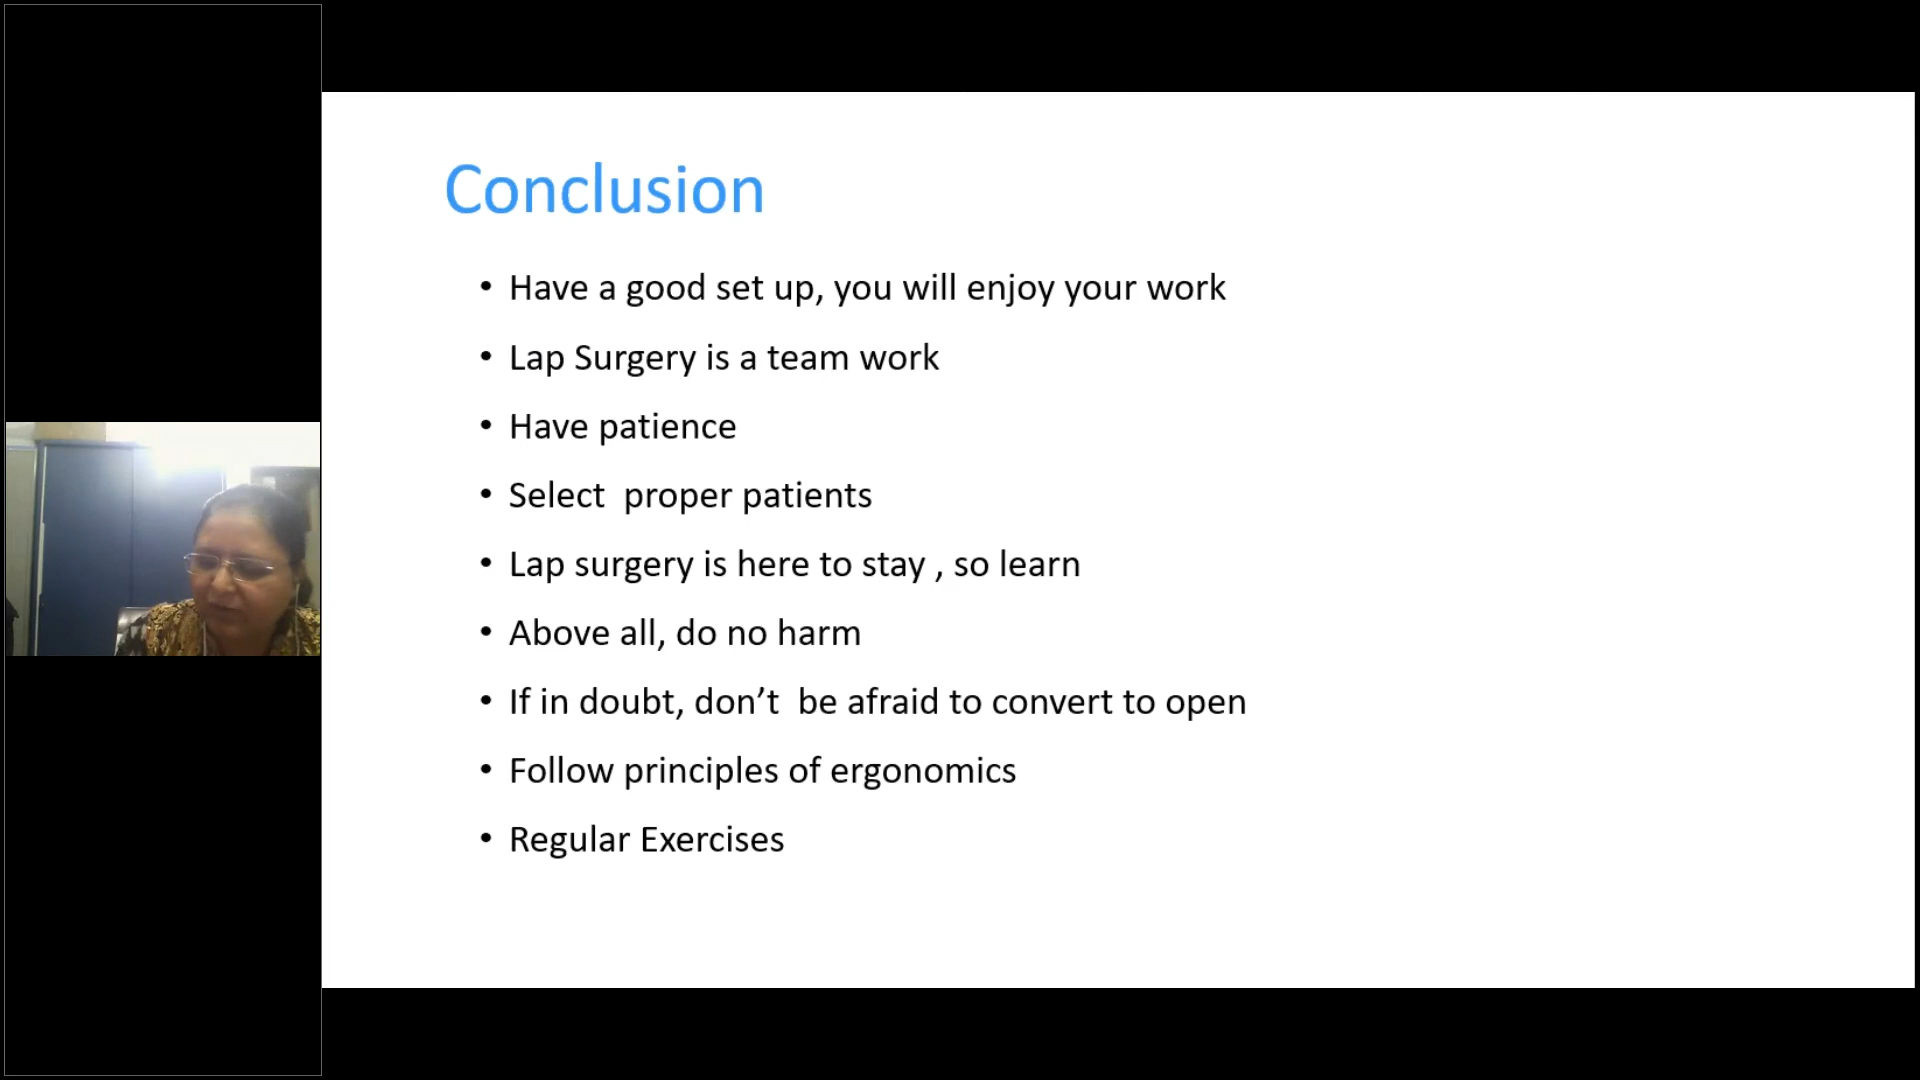 Conclusion
• Have a good set up, you will enjoy your work
• Lap Surgery is a team work
• Have patience
• Select  proper patients
• Lap surgery is here to stay , so learn
• Above all, do no harm
• If in doubt, don’t  be afraid to convert to open
• Follow principles of ergonomics
• Regular Exercises